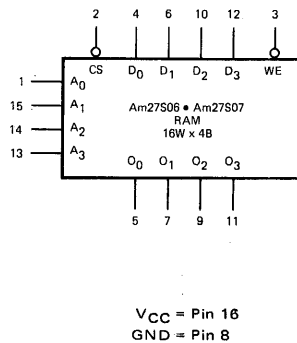 2 4 6 10 12 3
CS D0 D1 D2 D3 WE
1 A0
15 A1
14 A2
13 A3
Am27S06 • Am27S07
RAM
16W x 4B
O0 O1 O2 O3
5 7 9 11
VCC = Pin 16
GND = Pin 8